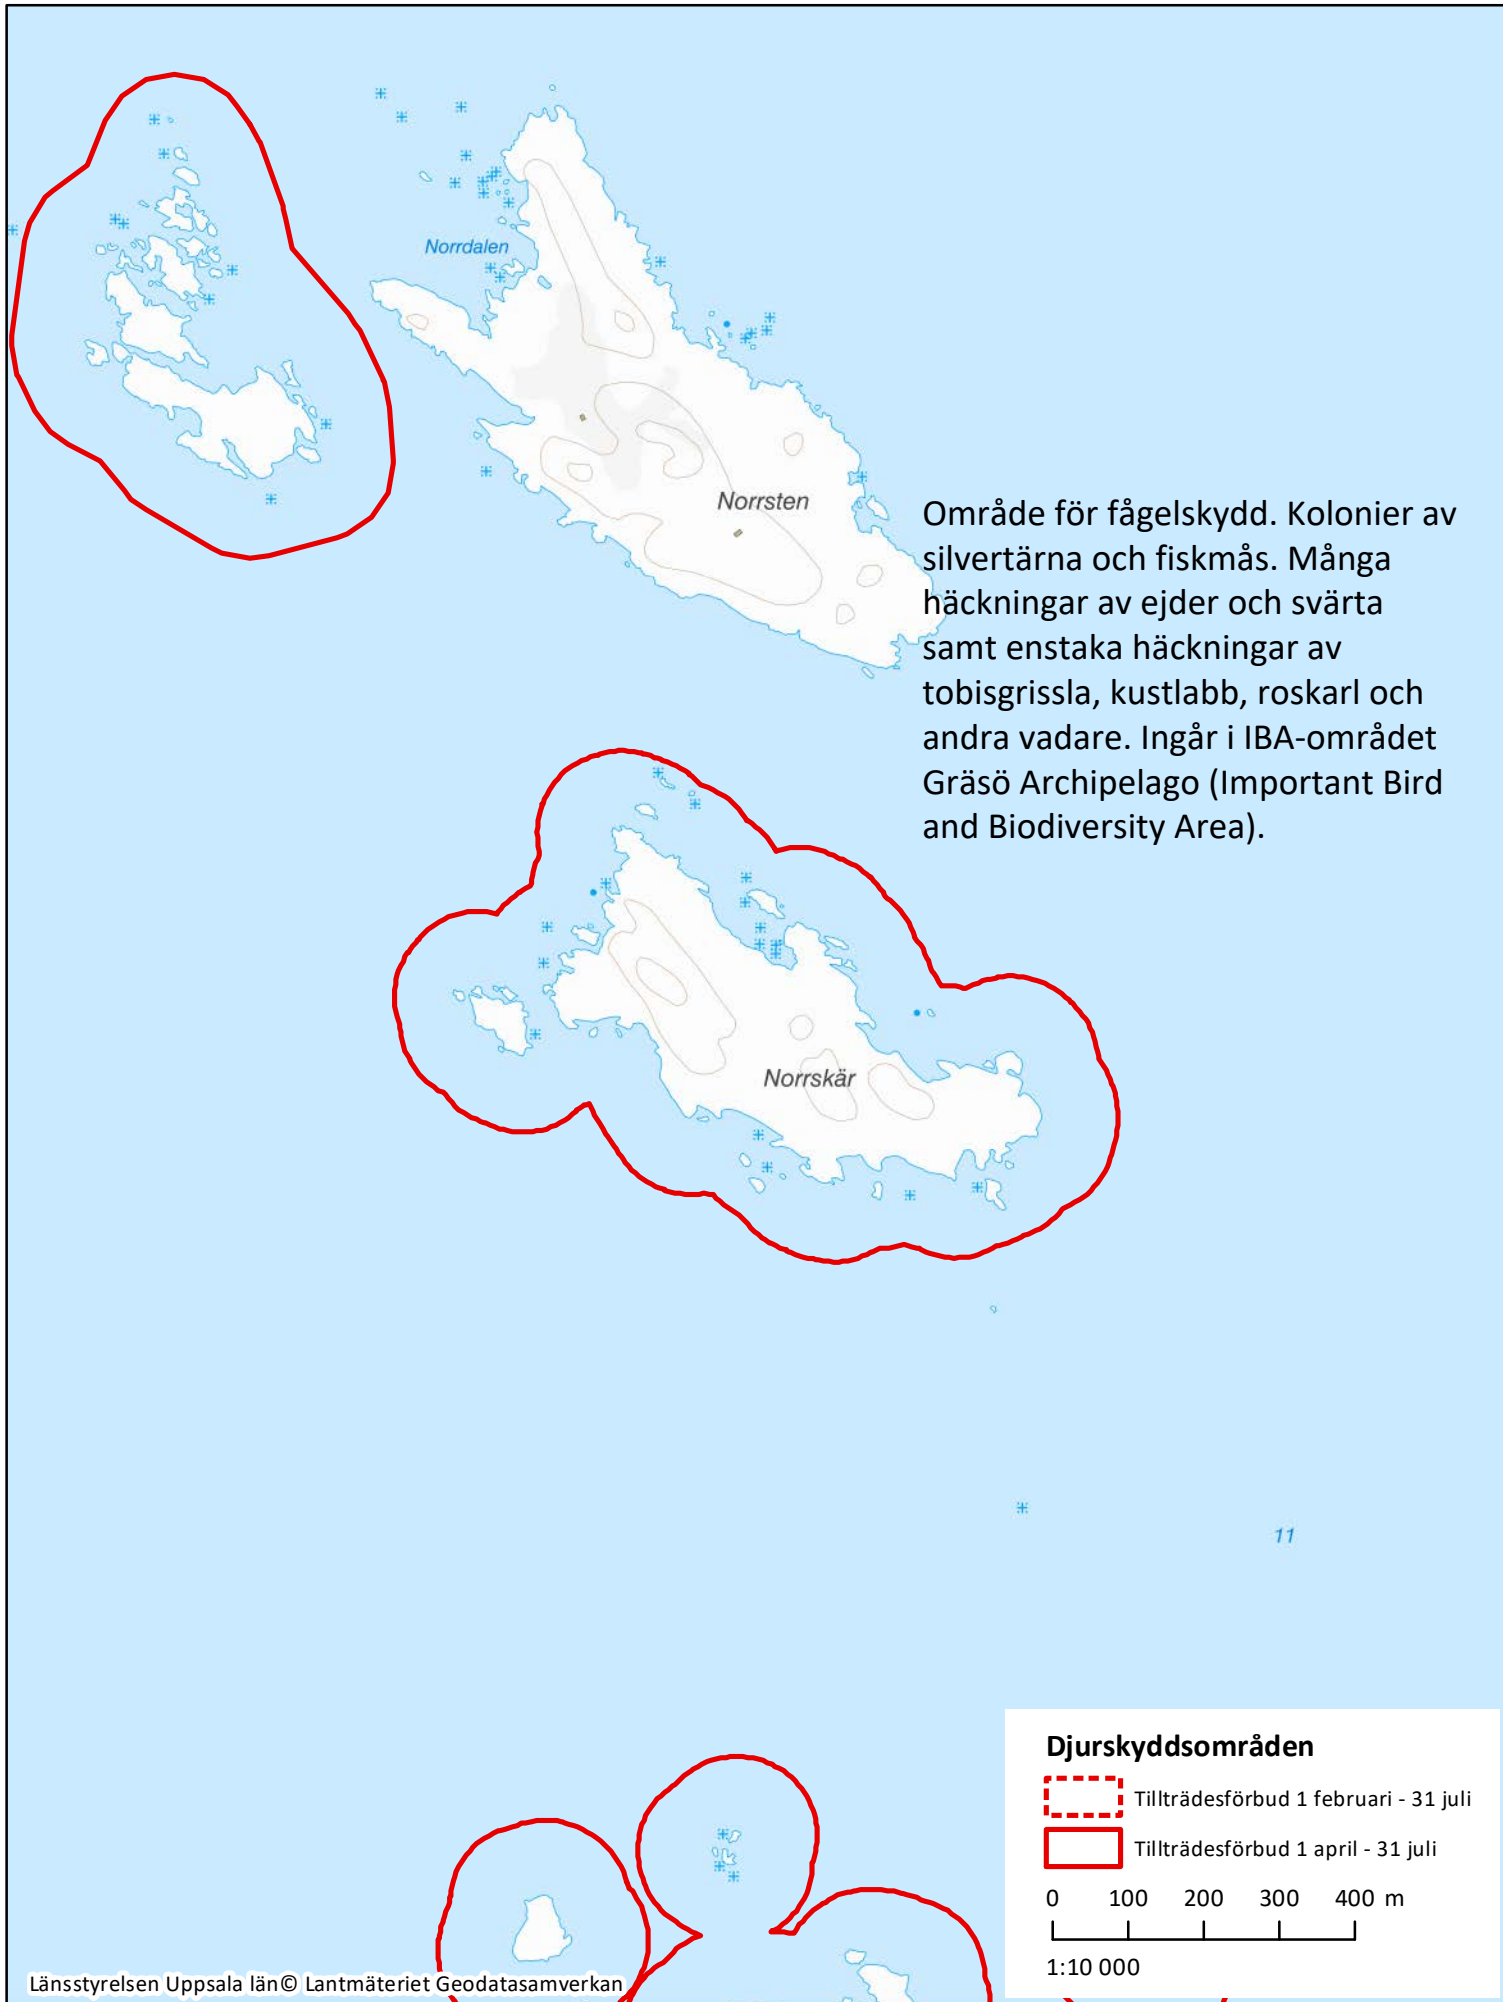 Norrdalen
Norrsten
Område för fågelskydd. Kolonier av
silvertärna och fiskmås. Många
häckningar av ejder och svärta
samt enstaka häckningar av
tobisgrissla, kustlabb, roskarl och
andra vadare. Ingår i IBA-området
Gräsö Archipelago (Important Bird
and Biodiversity Area).
Norrskär
11
Djurskyddsområden
Tillträdesförbud 1 februari - 31 juli
Tillträdesförbud 1 april - 31 juli
0 100 200 300 400 m
1:10 000
Länsstyrelsen Uppsala län© Lantmäteriet Geodatasamverkan